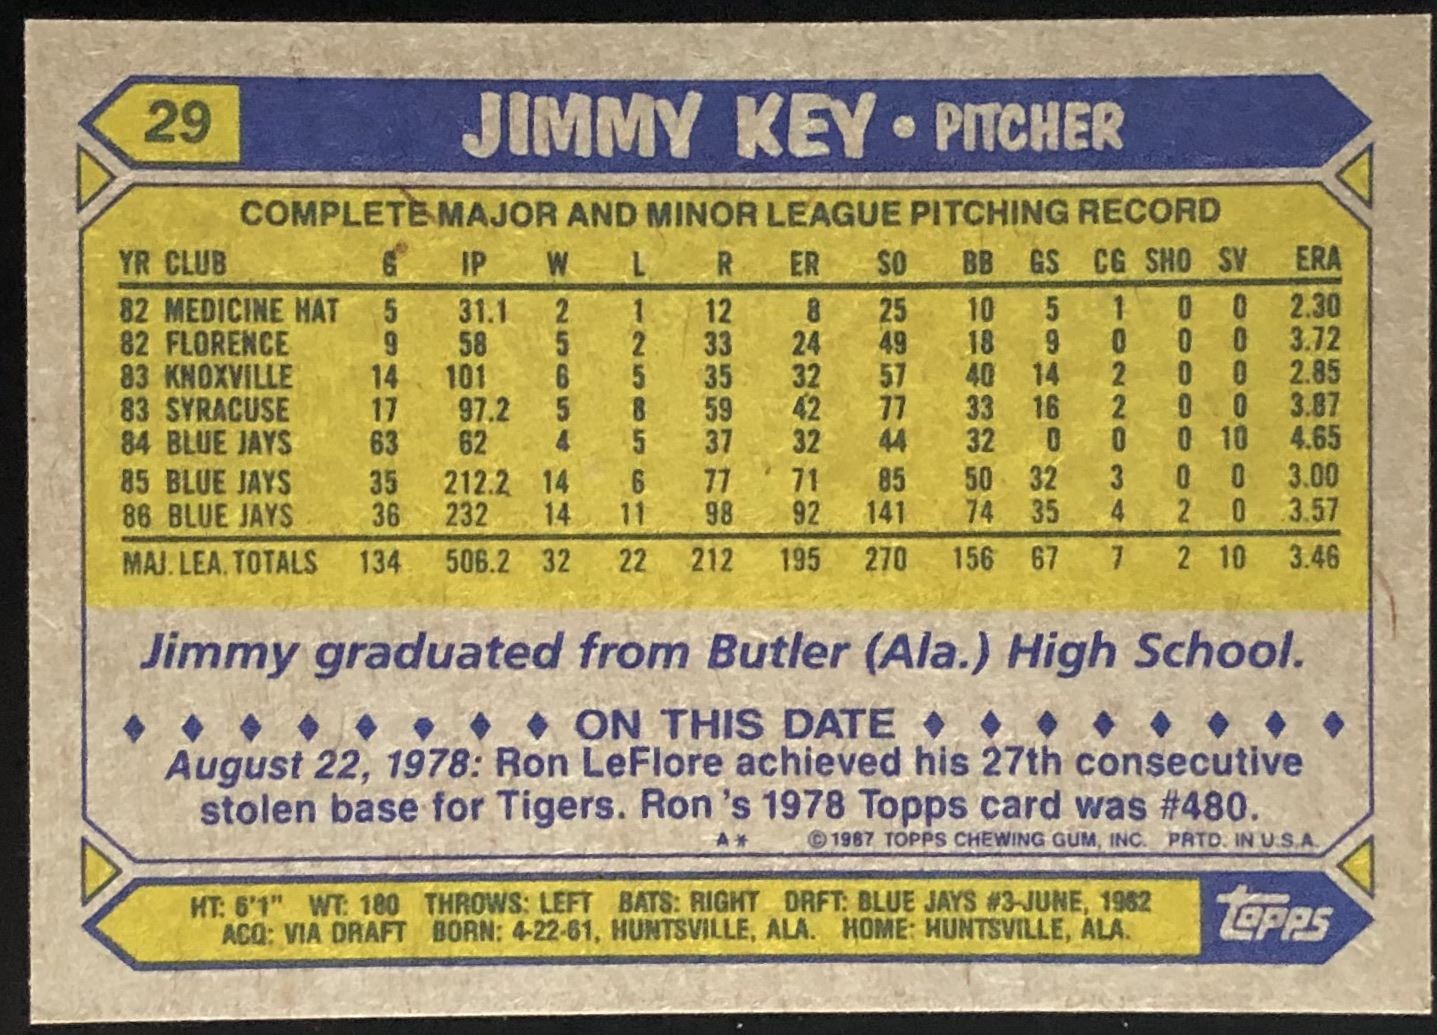 29 JIMMY KEY • PITCHER
COMPLETE MAJOR AND MINOR LEAGUE PITCHING RECORD
YR CLUB G IP W L R ER SO BB GS CG SHO SV ERA
82 MEDICINE HAT 5 31.1 2 1 12 8 25 10 5 1 0 0 2.30
82 FLORENCE 9 58 5 2 33 24 49 18 9 0 0 0 3.72
83 KNOXVILLE 14 101 6 5 35 32 57 40 14 2 0 0 2.85
83 SYRACUSE 17 97.2 5 8 59 42 77 33 16 2 0 0 3.87
84 BLUE JAYS 63 62 4 5 37 32 44 32 0 0 0 10 4.65
85 BLUE JAYS 35 212.2 14 6 77 71 85 50 32 3 0 0 3.00
86 BLUE JAYS 36 232 14 11 98 92 141 74 35 4 2 0 3.57
MAJ. LEA. TOTALS 134 506.2 32 22 212 195 270 156 67 7 2 10 3.46
Jimmy graduated from Butler (Ala.) High School.
♦ ♦ ♦ ♦ ♦ ♦ ♦ ♦ ON THIS DATE ♦ ♦ ♦ ♦ ♦ ♦ ♦ ♦
August 22, 1978: Ron LeFlore achieved his 27th consecutive
stolen base for Tigers. Ron's 1978 Topps card was #480.
A* ©1987 TOPPS CHEWING GUM, INC. PRTD. IN U.S.A.
HT: 6'1" WT: 180 THROWS: LEFT BATS: RIGHT DRFT: BLUE JAYS #3-JUNE, 1982
ACQ: VIA DRAFT BORN: 4-22-61, HUNTSVILLE, ALA. HOME: HUNTSVILLE, ALA.
topps